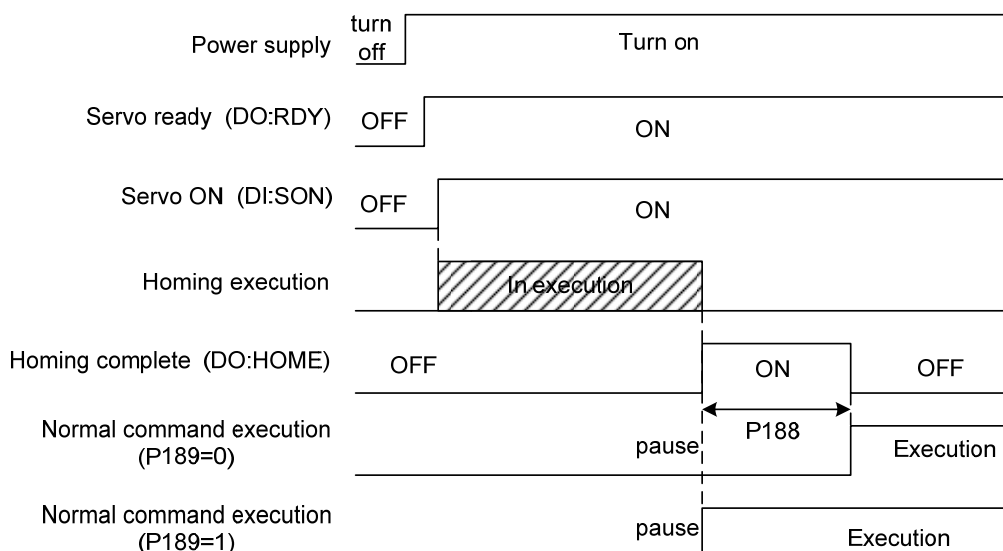 Power supply
turn
off
Turn on
Servo ready (DO:RDY)
OFF
ON
Servo ON (DI:SON)
OFF
ON
Homing execution
In execution
Homing complete (DO:HOME)
OFF
ON
OFF
P188
Normal command execution
(P189=0)
pause
Execution
Normal command execution
(P189=1)
pause
Execution